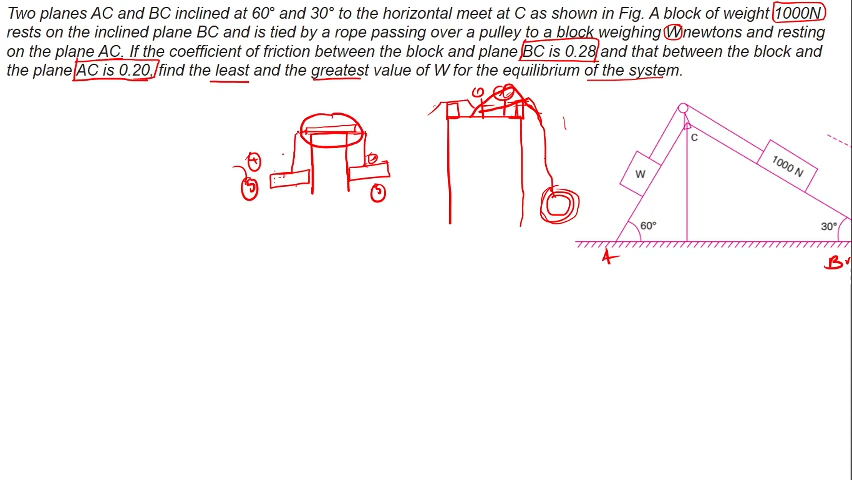 Two planes AC and BC inclined at 60° and 30° to the horizontal meet at C as shown in Fig. A block of weight 1000N
rests on the inclined plane BC and is tied by a rope passing over a pulley to a block weighing W newtons and resting
on the plane AC. If the coefficient of friction between the block and plane BC is 0.28 and that between the block and
the plane AC is 0.20, find the least and the greatest value of W for the equilibrium of the system.
C
W
1000 N
60°
30°
A
B